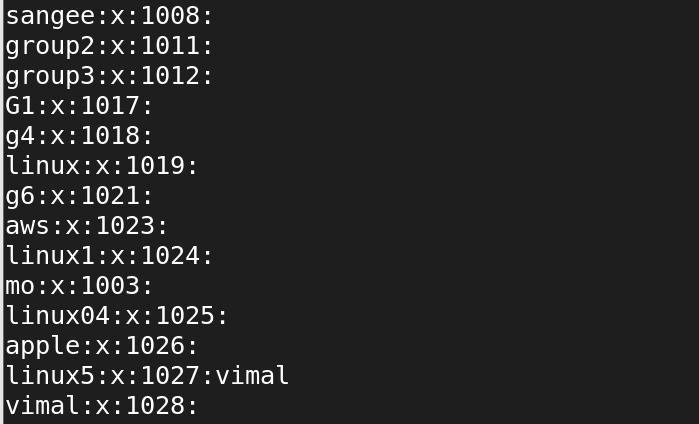 sangee:x:1008:
group2:x:1011:
group3:x:1012:
G1:x:1017:
g4:x:1018:
linux:x:1019:
g6:x:1021:
aws:x:1023:
linux1:x:1024:
mo:x:1003:
linux04:x:1025:
apple:x:1026:
linux5:x:1027:vimal
vimal:x:1028: